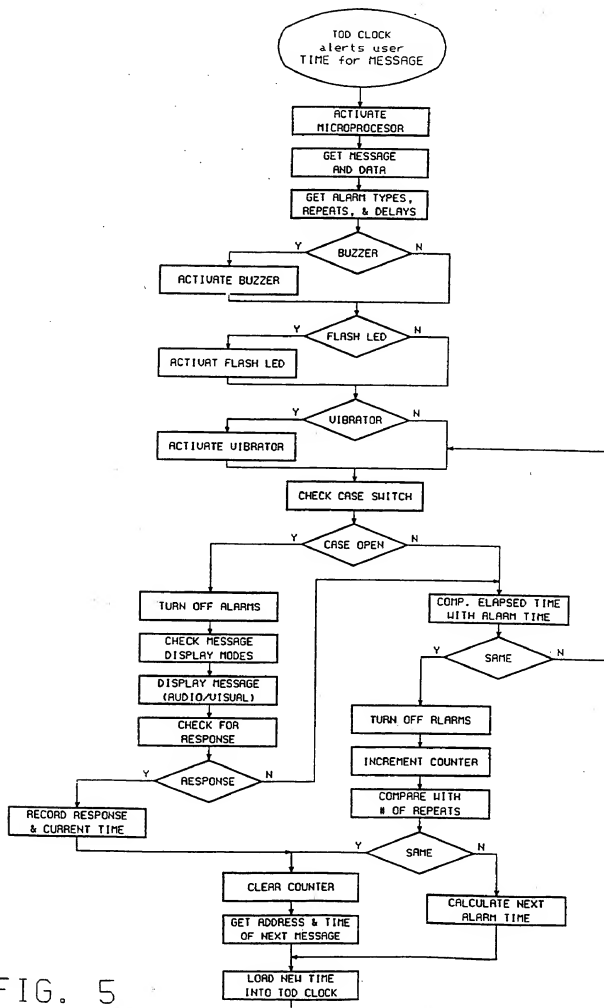 TOD CLOCK
alerts user
TIME for MESSAGE
ACTIVATE
MICROPROCESOR
GET MESSAGE
AND DATA
GET ALARM TYPES,
REPEATS, & DELAYS
Y
BUZZER
N
ACTIVATE BUZZER
Y
FLASH LED
N
ACTIVAT FLASH LED
Y
VIBRATOR
N
ACTIVATE VIBRATOR
CHECK CASE SWITCH
Y
CASE OPEN
N
TURN OFF ALARMS
COMP. ELAPSED TIME
WITH ALARM TIME
CHECK MESSAGE
DISPLAY MODES
Y
SAME
N
DISPLAY MESSAGE
(AUDIO/VISUAL)
TURN OFF ALARMS
CHECK FOR
RESPONSE
INCREMENT COUNTER
Y
RESPONSE
N
COMPARE WITH
# OF REPEATS
RECORD RESPONSE
& CURRENT TIME
Y
SAME
N
CLEAR COUNTER
CALCULATE NEXT
ALARM TIME
GET ADDRESS & TIME
OF NEXT MESSAGE
LOAD NEW TIME
INTO TOD CLOCK
FIG. 5